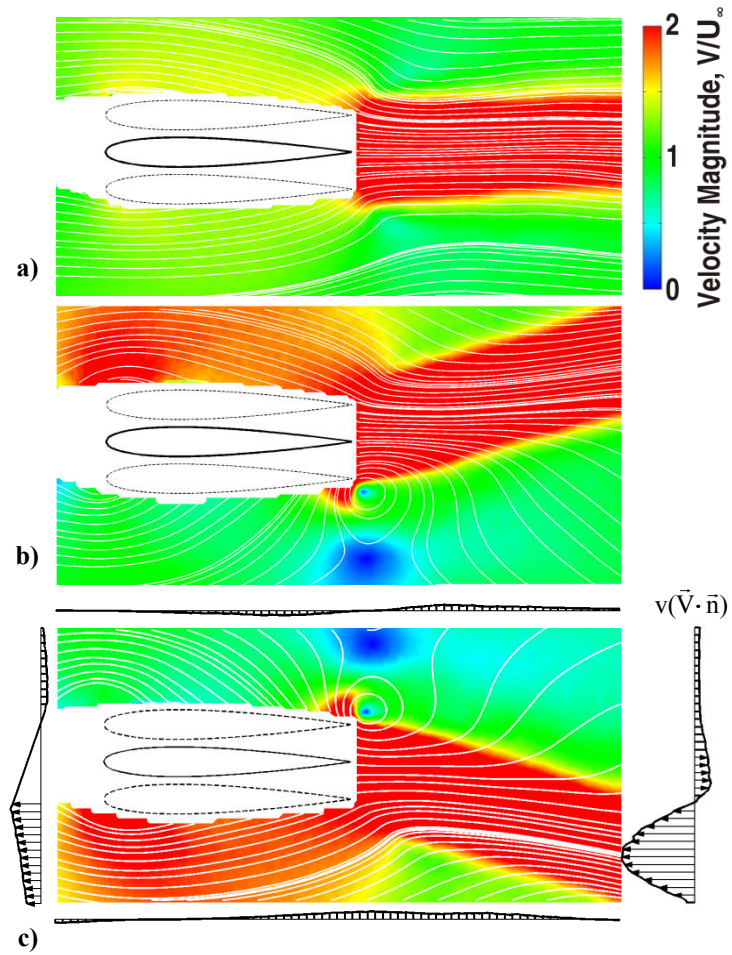 a)
2
1
0
Velocity Magnitude, V/U∞
b)
v(V⃗· n⃗)
c)